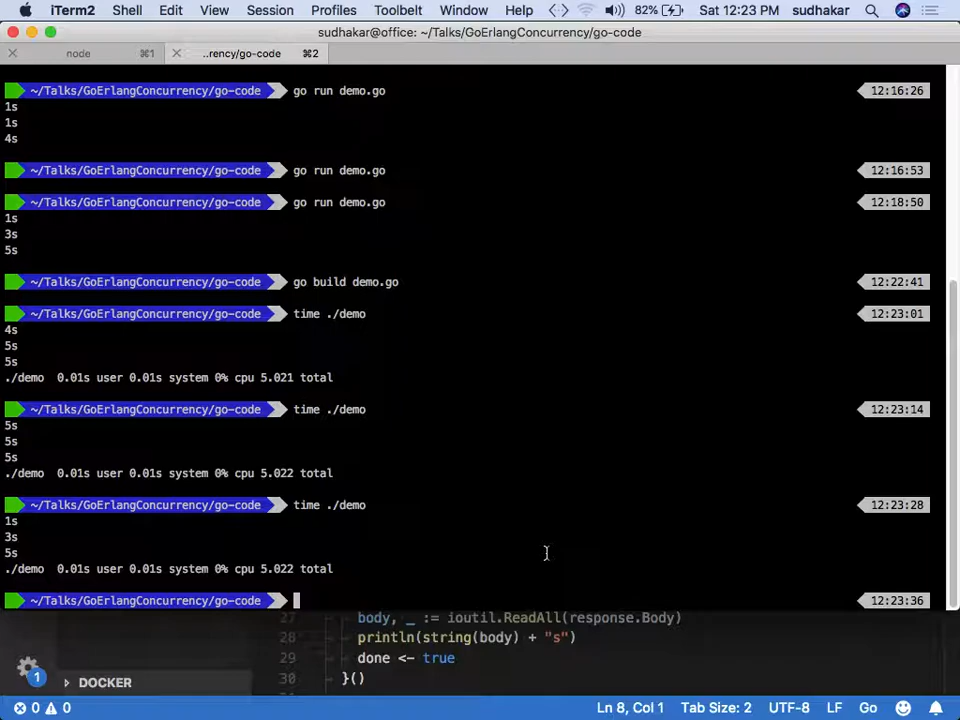 iTerm2 Shell Edit View Session Profiles Toolbelt Window Help 82% Sat 12:23 PM sudhakar
sudhakar@office: ~/Talks/GoErlangConcurrency/go-code
node ⌘1 ..rency/go-code ⌘2
~/Talks/GoErlangConcurrency/go-code go run demo.go 12:16:26
1s
1s
4s
~/Talks/GoErlangConcurrency/go-code go run demo.go 12:16:53
~/Talks/GoErlangConcurrency/go-code go run demo.go 12:18:50
1s
3s
5s
~/Talks/GoErlangConcurrency/go-code go build demo.go 12:22:41
~/Talks/GoErlangConcurrency/go-code time ./demo 12:23:01
4s
5s
5s
./demo 0.01s user 0.01s system 0% cpu 5.021 total
~/Talks/GoErlangConcurrency/go-code time ./demo 12:23:14
5s
5s
5s
./demo 0.01s user 0.01s system 0% cpu 5.022 total
~/Talks/GoErlangConcurrency/go-code time ./demo 12:23:28
1s
3s
5s
./demo 0.01s user 0.01s system 0% cpu 5.022 total
~/Talks/GoErlangConcurrency/go-code 12:23:36
27 body, _ := ioutil.ReadAll(response.Body)
28 println(string(body) + "s")
29 done <- true
30 }()
1 DOCKER
0 0 Ln 8, Col 1 Tab Size: 2 UTF-8 LF Go